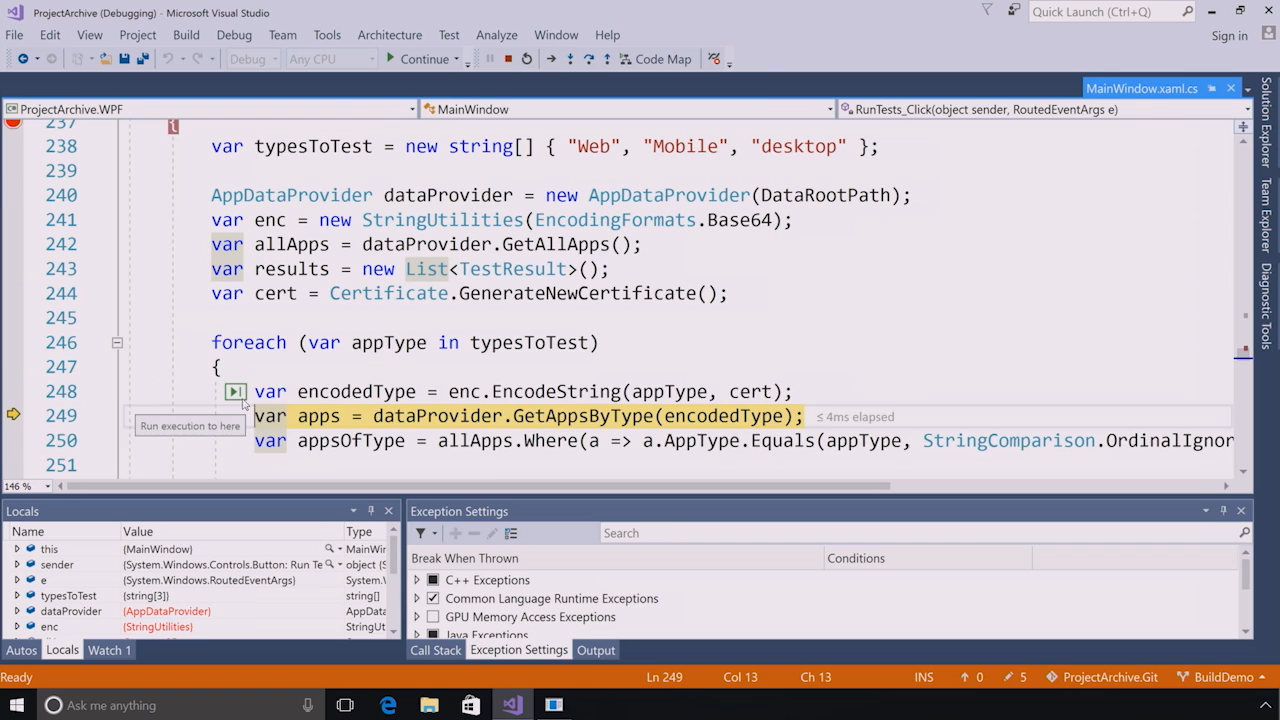 ProjectArchive (Debugging) - Microsoft Visual Studio
Quick Launch (Ctrl+Q)
File Edit View Project Build Debug Team Tools Architecture Test Analyze Window Help
Sign in
Debug Any CPU Continue Code Map
MainWindow.xaml.cs
ProjectArchive.WPF MainWindow RunTests_Click(object sender, RoutedEventArgs e)
237 {
238 var typesToTest = new string[] { "Web", "Mobile", "desktop" };
239
240 AppDataProvider dataProvider = new AppDataProvider(DataRootPath);
241 var enc = new StringUtilities(EncodingFormats.Base64);
242 var allApps = dataProvider.GetAllApps();
243 var results = new List<TestResult>();
244 var cert = Certificate.GenerateNewCertificate();
245
246 foreach (var appType in typesToTest)
247 {
248 var encodedType = enc.EncodeString(appType, cert);
249 var apps = dataProvider.GetAppsByType(encodedType); ≤ 4ms elapsed
Run execution to here
250 var appsOfType = allApps.Where(a => a.AppType.Equals(appType, StringComparison.OrdinalIgnor
251
Solution Explorer
Team Explorer
Diagnostic Tools
146 %
Locals
Name Value Type
this {MainWindow} MainWin
sender {System.Windows.Controls.Button: Run Te object {S
e {System.Windows.RoutedEventArgs} System.W
typesToTest {string[3]} string[]
dataProvider {AppDataProvider} AppData
enc {StringUtilities} StringUt
Autos Locals Watch 1
Exception Settings
Search
Break When Thrown Conditions
C++ Exceptions
Common Language Runtime Exceptions
GPU Memory Access Exceptions
Java Exceptions
Call Stack Exception Settings Output
Ready Ln 249 Col 13 Ch 13 INS 0 5 ProjectArchive.Git BuildDemo
Ask me anything